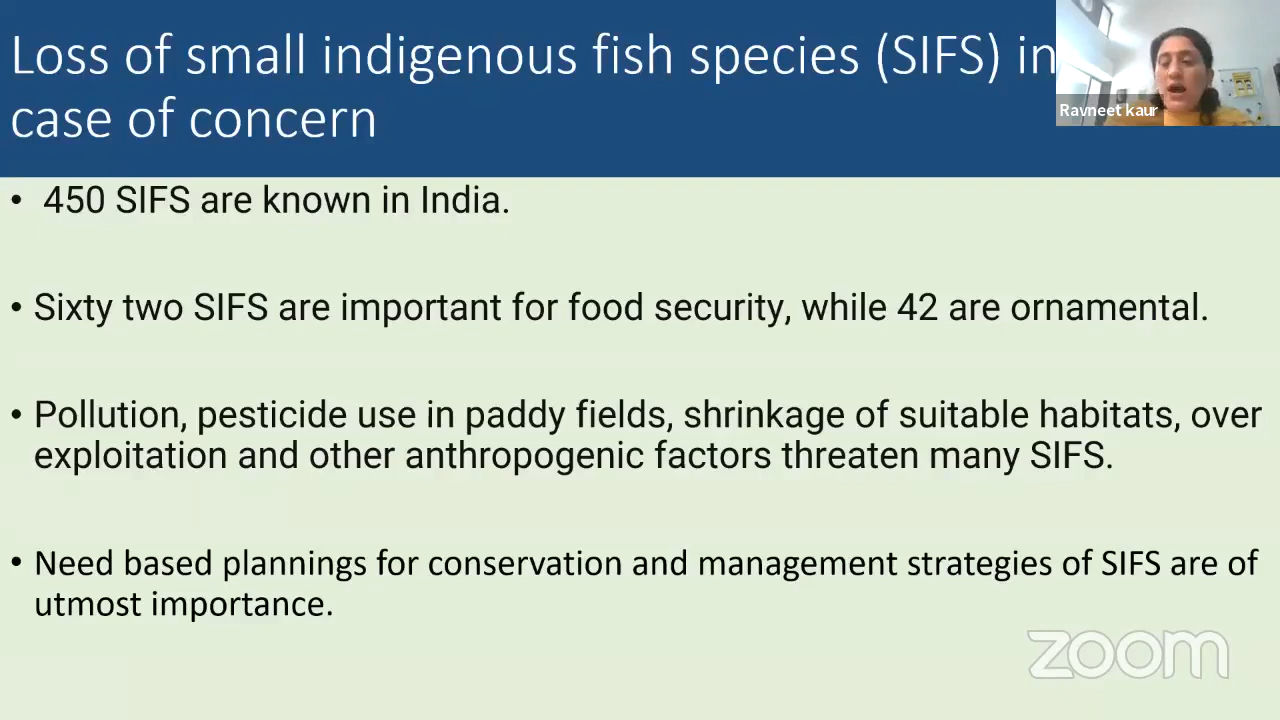 Loss of small indigenous fish species (SIFS) in
case of concern
Ravneet kaur
• 450 SIFS are known in India.
• Sixty two SIFS are important for food security, while 42 are ornamental.
• Pollution, pesticide use in paddy fields, shrinkage of suitable habitats, over
exploitation and other anthropogenic factors threaten many SIFS.
• Need based plannings for conservation and management strategies of SIFS are of
utmost importance.
zoom